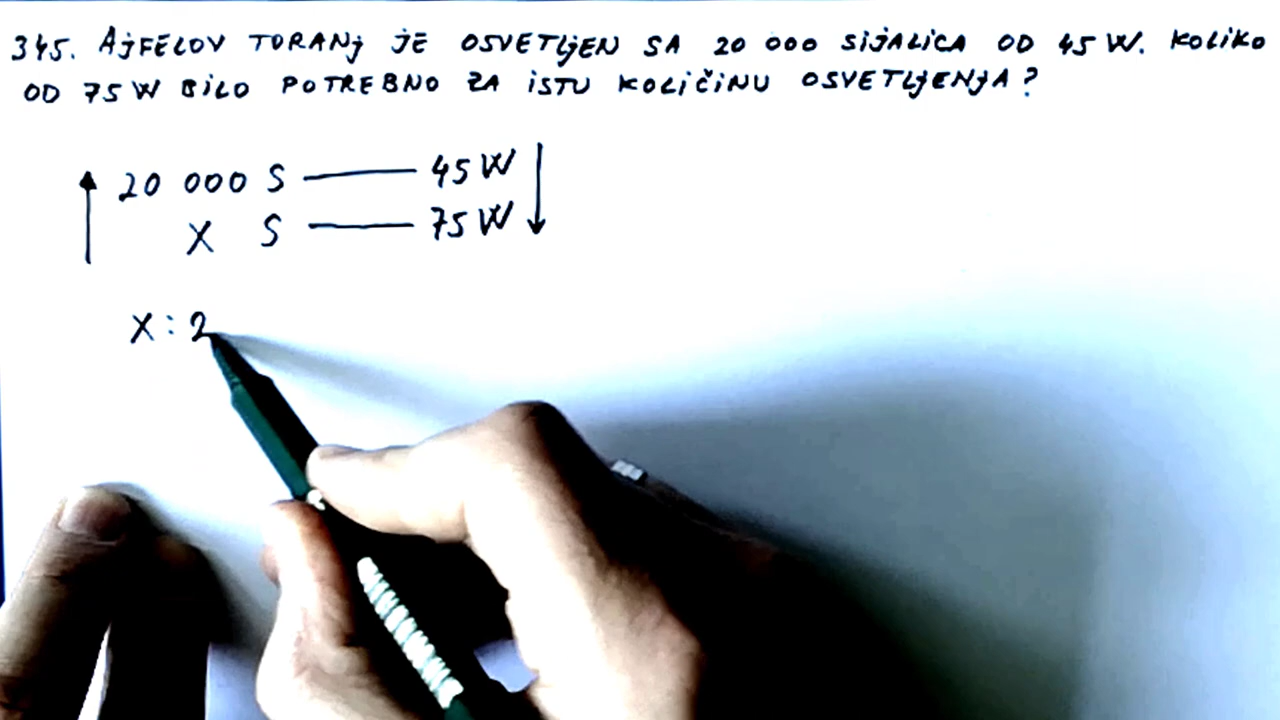 345. AjFELOV TORANj jE OSVETLjEN SA 20 000 SijALiCA OD 45 W. KOLiKO
OD 75 W BiLO POTREBNO ZA iSTU KOLiČiNU OSVETLjENjA?
20 000 S — 45 W
X S — 75 W
X : 2